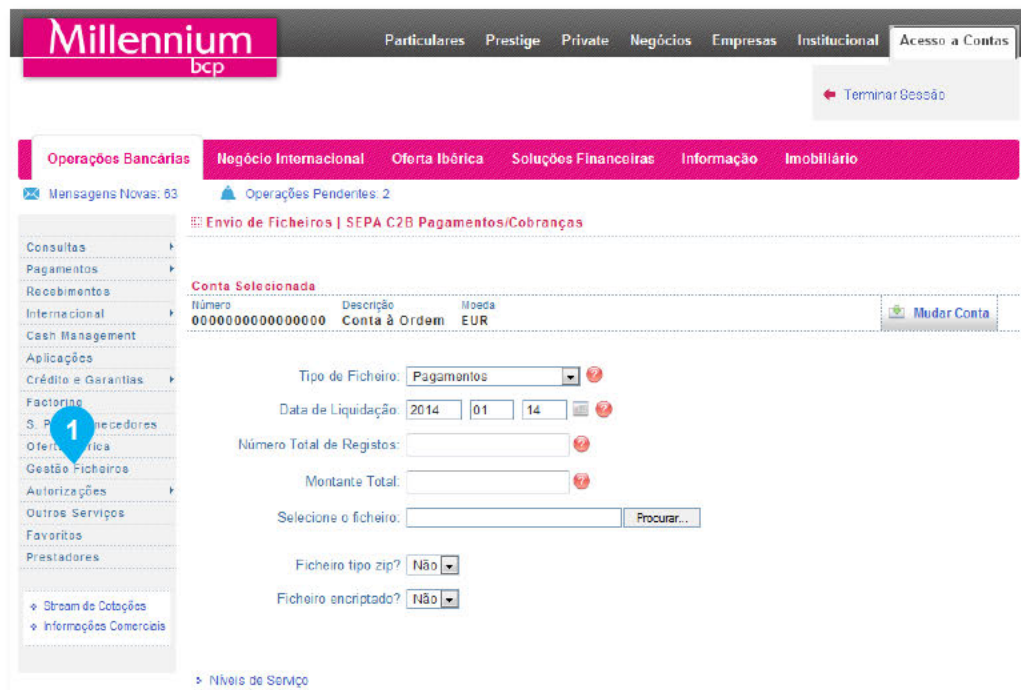 Millennium
bcp
Particulares Prestige Private Negócios Empresas Institucional Acesso a Contas
Terminar Sessão
Operações Bancárias Negócio Internacional Oferta Ibérica Soluções Financeiras Informação Imobiliário
Mensagens Novas: 63 Operações Pendentes: 2
Envio de Ficheiros | SEPA C2B Pagamentos/Cobranças
Consultas
Pagamentos
Recebimentos
Internacional
Cash Management
Aplicações
Crédito e Garantias
Factoring
S. P necedores
Ofert rica
Gestão Ficheiros
Autorizações
Outros Serviços
Favoritos
Prestadores
1
Stream de Cotações
Informações Comerciais
Conta Selecionada
Número Descrição Moeda
0000000000000000 Conta à Ordem EUR
Mudar Conta
Tipo de Ficheiro: Pagamentos
Data de Liquidação: 2014 01 14
Número Total de Registos:
Montante Total:
Selecione o ficheiro: Procurar...
Ficheiro tipo zip? Não
Ficheiro encriptado? Não
Níveis de Serviço